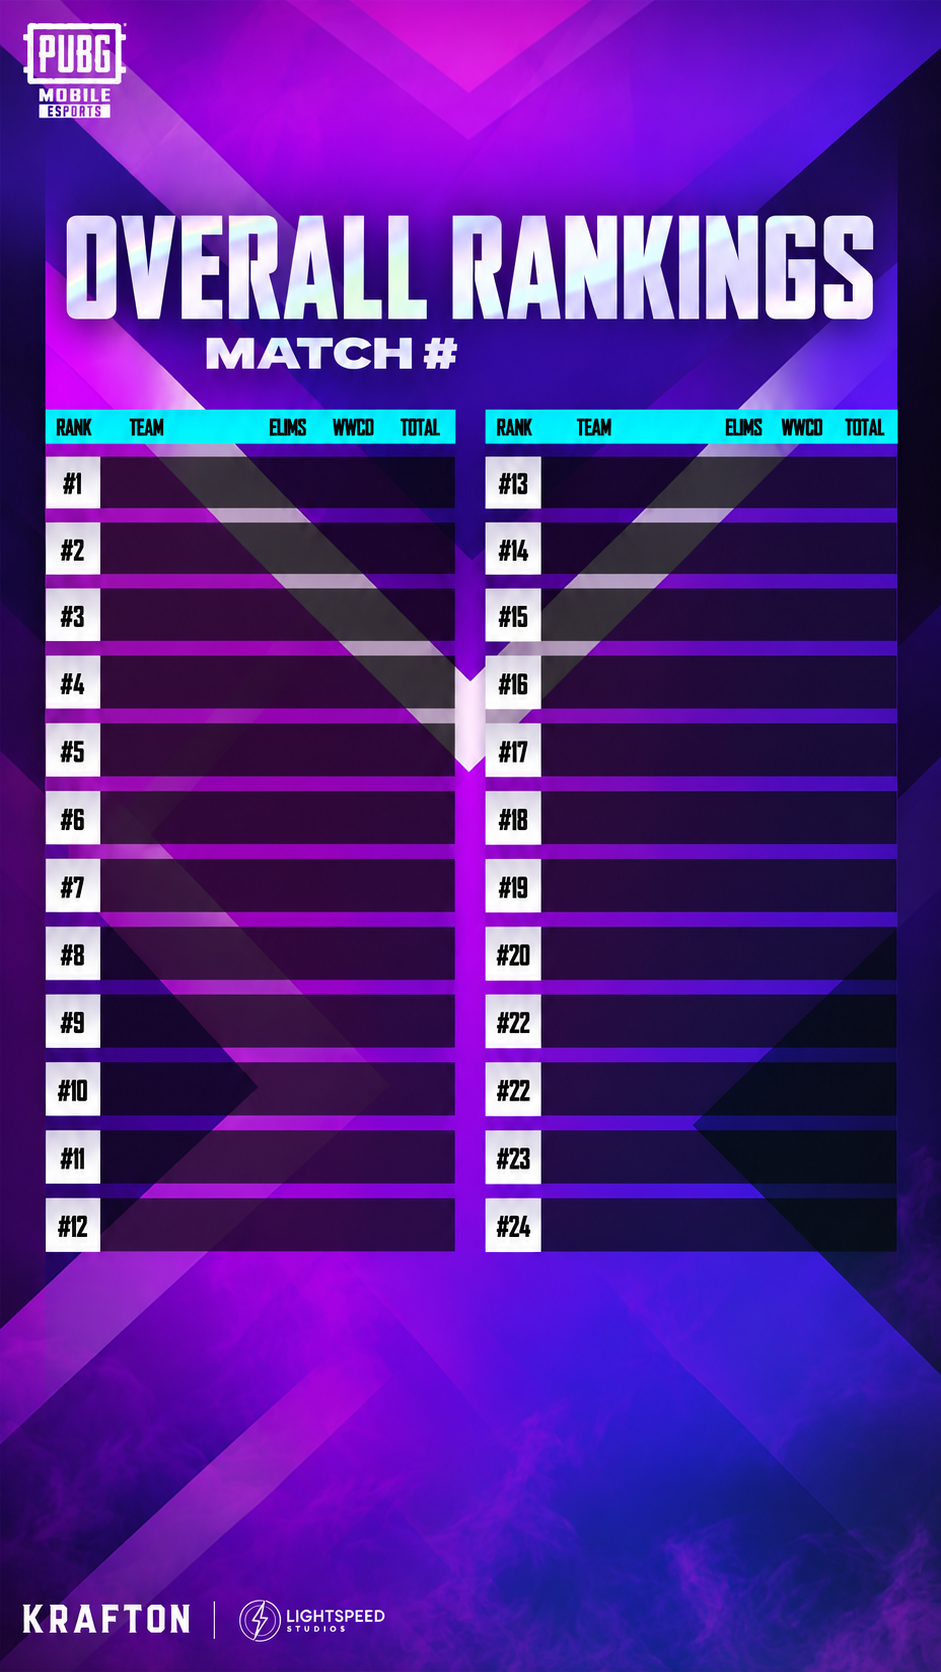 PUBG
MOBILE
ESPORTS
OVERALL RANKINGS
MATCH #
RANK TEAM ELIMS WWCD TOTAL
#1
#2
#3
#4
#5
#6
#7
#8
#9
#10
#11
#12
RANK TEAM ELIMS WWCD TOTAL
#13
#14
#15
#16
#17
#18
#19
#20
#22
#22
#23
#24
KRAFTON
LIGHTSPEED
STUDIOS